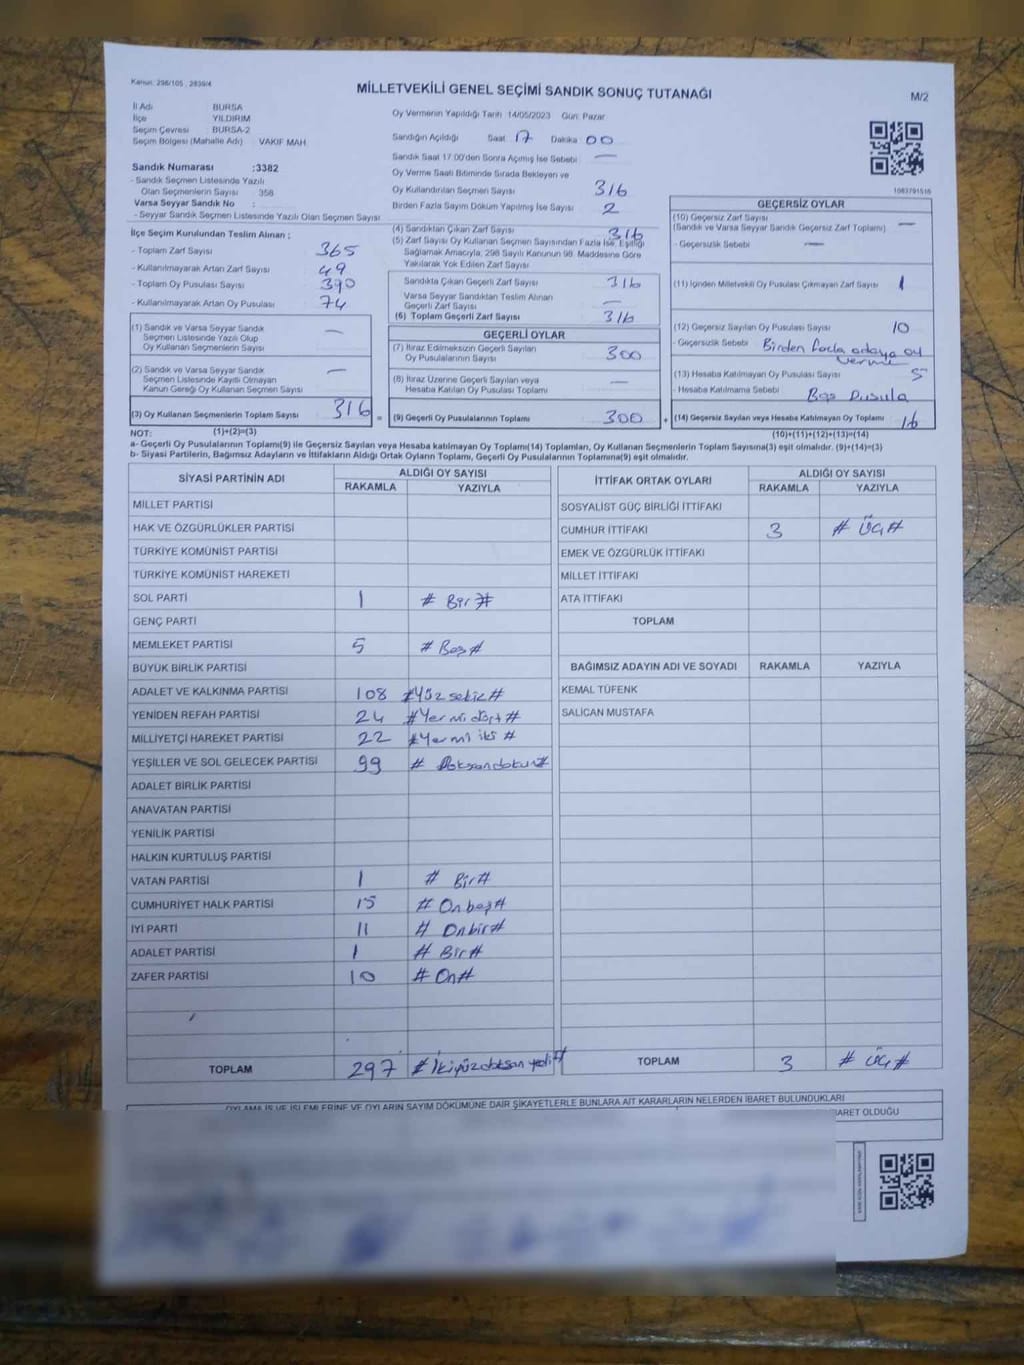 Kanun: 298/105 , 2839/4
MİLLETVEKİLİ GENEL SEÇİMİ SANDIK SONUÇ TUTANAĞI
M/2
İl Adı BURSA
İlçe YILDIRIM
Seçim Çevresi BURSA-2
Seçim Bölgesi (Mahalle Adı) VAKIF MAH.
Oy Vermenin Yapıldığı Tarih 14/05/2023 Gün: Pazar
Sandığın Açıldığı Saat 17 Dakika 00
Sandık Saat 17:00'den Sonra Açılmış İse Sebebi —
Oy Verme Saati Bitiminde Sırada Bekleyen ve
Oy Kullandırılan Seçmen Sayısı 316
Birden Fazla Sayım Döküm Yapılmış İse Sayısı 2
Sandık Numarası :3382
- Sandık Seçmen Listesinde Yazılı
Olan Seçmenlerin Sayısı : 358
Varsa Seyyar Sandık No :
- Seyyar Sandık Seçmen Listesinde Yazılı Olan Seçmen Sayısı
1083791516
İlçe Seçim Kurulundan Teslim Alınan ;
- Toplam Zarf Sayısı 365
- Kullanılmayarak Artan Zarf Sayısı 49
- Toplam Oy Pusulası Sayısı 390
- Kullanılmayarak Artan Oy Pusulası 74
(1) Sandık ve Varsa Seyyar Sandık
Seçmen Listesinde Yazılı Olup
Oy Kullanan Seçmenlerin Sayısı —
(2) Sandık ve Varsa Seyyar Sandık
Seçmen Listesinde Kayıtlı Olmayan
Kanun Gereği Oy Kullanan Seçmen Sayısı —
(3) Oy Kullanan Seçmenlerin Toplam Sayısı 316 =
(1)+(2)=(3)
(4) Sandıktan Çıkan Zarf Sayısı 316
(5) Zarf Sayısı Oy Kullanan Seçmen Sayısından Fazla İse, Eşitliği
Sağlamak Amacıyla, 298 Sayılı Kanunun 98. Maddesine Göre
Yakılarak Yok Edilen Zarf Sayısı
Sandıkta Çıkan Geçerli Zarf Sayısı 316
Varsa Seyyar Sandıktan Teslim Alınan
Geçerli Zarf Sayısı —
(6) Toplam Geçerli Zarf Sayısı 316
GEÇERLİ OYLAR
(7) İtiraz Edilmeksizin Geçerli Sayılan
Oy Pusulalarının Sayısı 300
(8) İtiraz Üzerine Geçerli Sayılan veya
Hesaba Katılan Oy Pusulası Toplamı —
(9) Geçerli Oy Pusulalarının Toplamı 300 +
GEÇERSİZ OYLAR
(10) Geçersiz Zarf Sayısı
(Sandık ve Varsa Seyyar Sandık Geçersiz Zarf Toplamı) —
- Geçersizlik Sebebi —
(11) İçinden Milletvekili Oy Pusulası Çıkmayan Zarf Sayısı 1
(12) Geçersiz Sayılan Oy Pusulası Sayısı 10
- Geçersizlik Sebebi Birden fazla adaya oy
verme
(13) Hesaba Katılmayan Oy Pusulası Sayısı 5
- Hesaba Katılmama Sebebi Boş Pusula
(14) Geçersiz Sayılan veya Hesaba Katılmayan Oy Toplamı 16
(10)+(11)+(12)+(13)=(14)
NOT:
a- Geçerli Oy Pusulalarının Toplamı(9) ile Geçersiz Sayılan veya Hesaba katılmayan Oy Toplamı(14) Toplamları, Oy Kullanan Seçmenlerin Toplam Sayısına(3) eşit olmalıdır. (9)+(14)=(3)
b- Siyasi Partilerin, Bağımsız Adayların ve İttifakların Aldığı Ortak Oyların Toplamı, Geçerli Oy Pusulalarının Toplamına(9) eşit olmalıdır.
SİYASİ PARTİNİN ADI ALDIĞI OY SAYISI
RAKAMLA YAZIYLA
MİLLET PARTİSİ
HAK VE ÖZGÜRLÜKLER PARTİSİ
TÜRKİYE KOMÜNİST PARTİSİ
TÜRKİYE KOMÜNİST HAREKETİ
SOL PARTİ 1 # Bir #
GENÇ PARTİ
MEMLEKET PARTİSİ 5 # Beş #
BÜYÜK BİRLİK PARTİSİ
ADALET VE KALKINMA PARTİSİ 108 #Yüz sekiz #
YENİDEN REFAH PARTİSİ 24 #Yermi dört #
MİLLİYETÇİ HAREKET PARTİSİ 22 #Yermi iki #
YEŞİLLER VE SOL GELECEK PARTİSİ 99 # Doksandokuz#
ADALET BİRLİK PARTİSİ
ANAVATAN PARTİSİ
YENİLİK PARTİSİ
HALKIN KURTULUŞ PARTİSİ
VATAN PARTİSİ 1 # Bir#
CUMHURİYET HALK PARTİSİ 15 # Onbeş#
İYİ PARTİ 11 # Onbir#
ADALET PARTİSİ 1 # Bir #
ZAFER PARTİSİ 10 # On#
TOPLAM 297 # İkiyüzdoksan yedi #
İTTİFAK ORTAK OYLARI ALDIĞI OY SAYISI
RAKAMLA YAZIYLA
SOSYALİST GÜÇ BİRLİĞİ İTTİFAKI
CUMHUR İTTİFAKI 3 # Üç #
EMEK VE ÖZGÜRLÜK İTTİFAKI
MİLLET İTTİFAKI
ATA İTTİFAKI
TOPLAM
BAĞIMSIZ ADAYIN ADI VE SOYADI RAKAMLA YAZIYLA
KEMAL TÜFENK
SALİCAN MUSTAFA
TOPLAM 3 # Üç #
OYLAMA İŞ VE İŞLEMLERİNE VE OYLARIN SAYIM DÖKÜMÜNE DAİR ŞİKAYETLERLE BUNLARA AİT KARARLARIN NELERDEN İBARET BULUNDUKLARI
BARET OLDUĞU